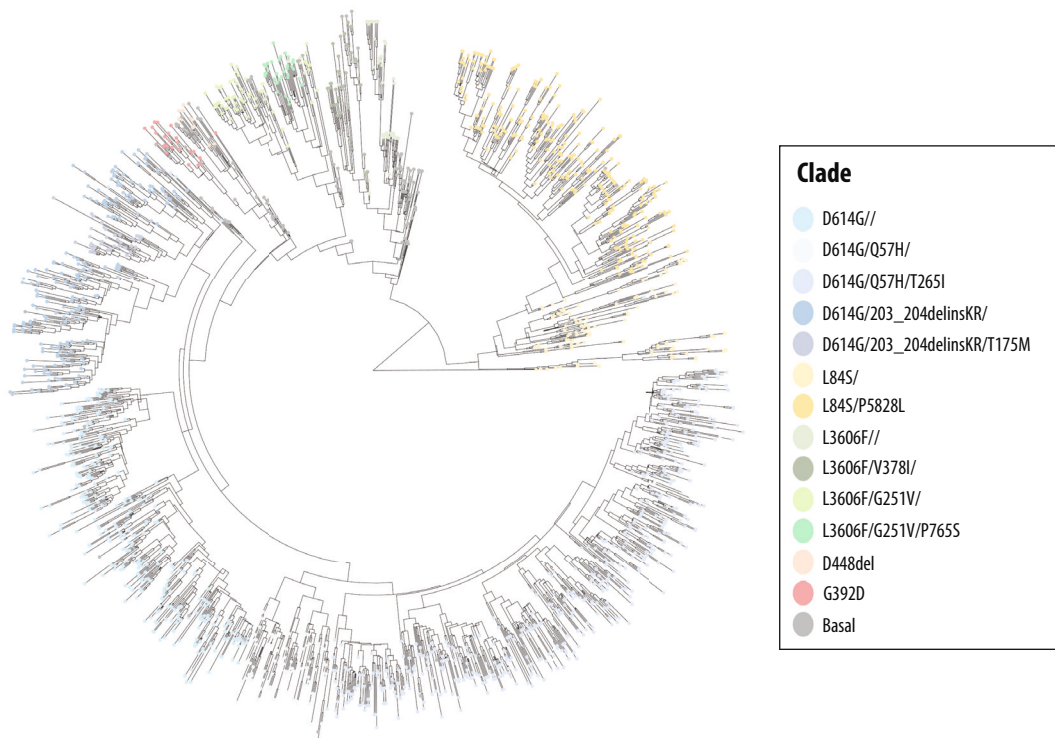 Clade
D614G//
D614G/Q57H/
D614G/Q57H/T265I
D614G/203_204delinsKR/
D614G/203_204delinsKR/T175M
L84S/
L84S/P5828L
L3606F//
L3606F/V378I/
L3606F/G251V/
L3606F/G251V/P765S
D448del
G392D
Basal